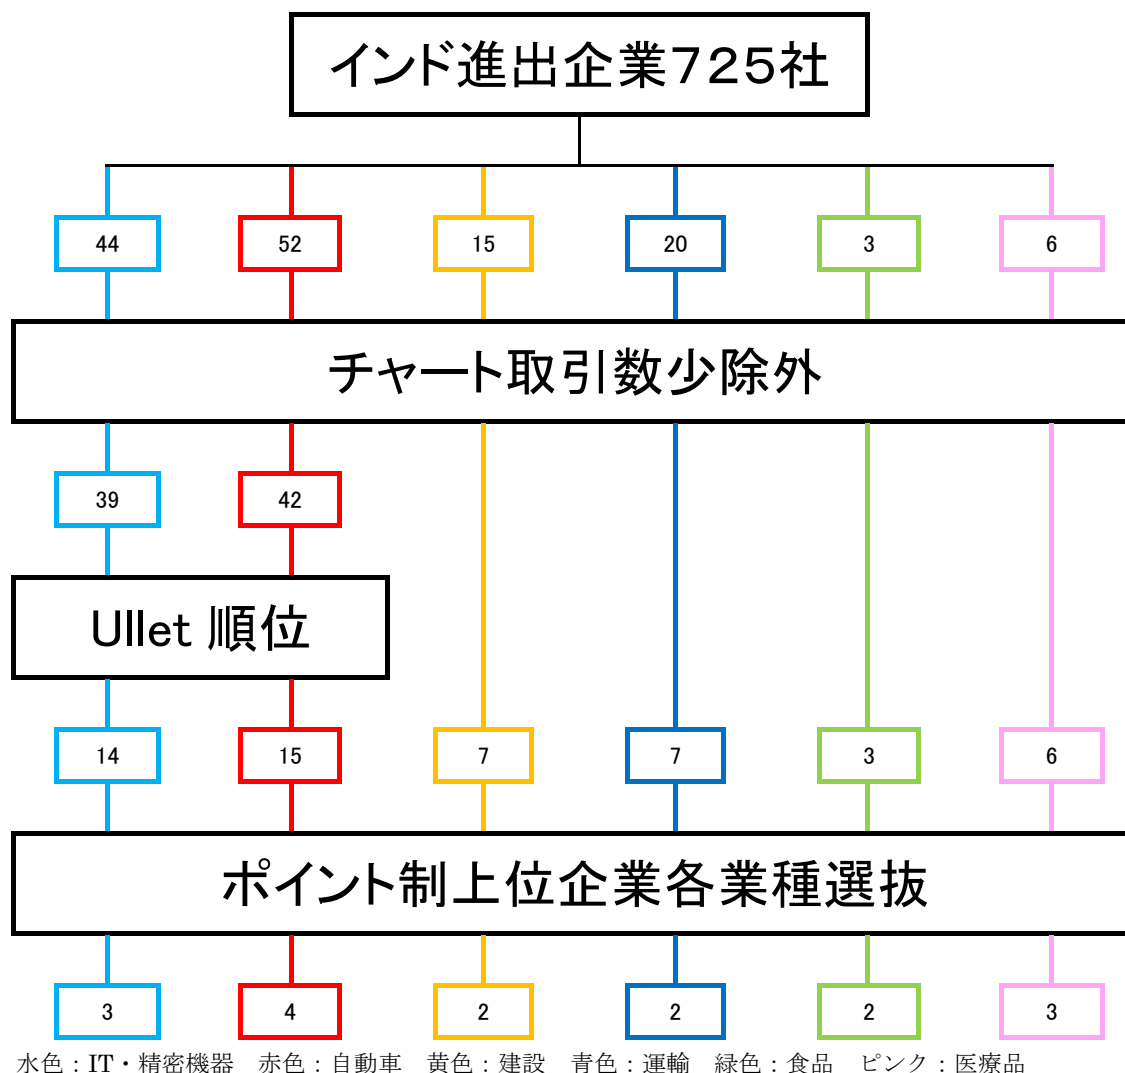 インド進出企業725社
44 52 15 20 3 6
チャート取引数少除外
39 42
Ullet 順位
14 15 7 7 3 6
ポイント制上位企業各業種選抜
3 4 2 2 2 3
水色：IT・精密機器　赤色：自動車　黄色：建設　青色：運輸　緑色：食品　ピンク：医療品